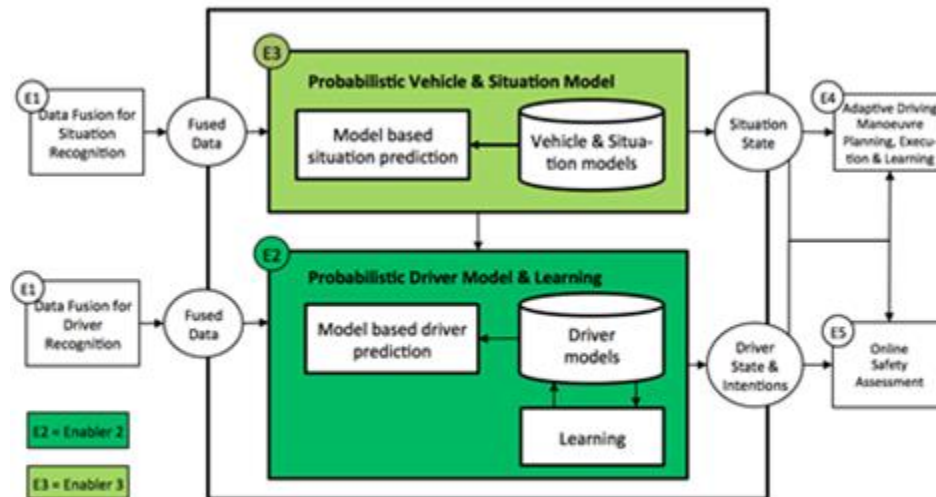 E3
Probabilistic Vehicle & Situation Model
E1
Data Fusion for
Situation
Recognition
Fused
Data
Model based
situation prediction
Vehicle & Situa-
tion models
Situation
State
E4
Adaptive Driving
Manoeuvre
Planning, Execu-
tion & Learning
E2
Probabilistic Driver Model & Learning
E1
Data Fusion for
Driver
Recognition
Fused
Data
Model based driver
prediction
Driver
models
Learning
Driver
State &
Intentions
E5
Online
Safety
Assessment
E2 = Enabler 2
E3 = Enabler 3